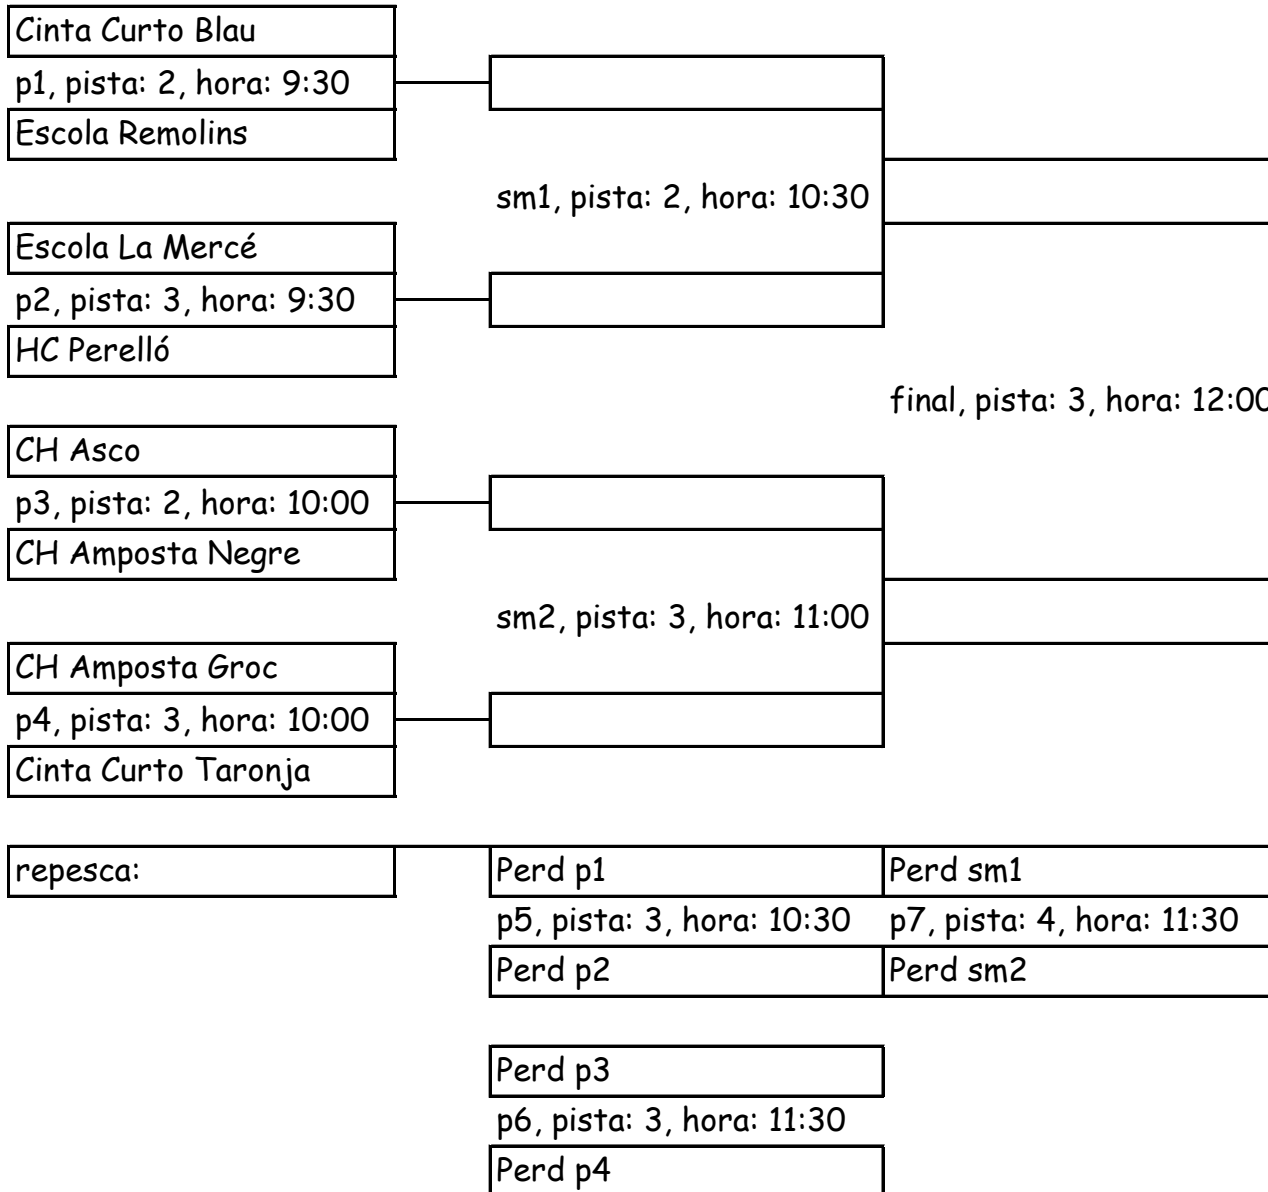 Cinta Curto Blau
p1, pista: 2, hora: 9:30
Escola Remolins
sm1, pista: 2, hora: 10:30
Escola La Mercé
p2, pista: 3, hora: 9:30
HC Perelló
final, pista: 3, hora: 12:00
CH Asco
p3, pista: 2, hora: 10:00
CH Amposta Negre
sm2, pista: 3, hora: 11:00
CH Amposta Groc
p4, pista: 3, hora: 10:00
Cinta Curto Taronja
repesca:
Perd p1
p5, pista: 3, hora: 10:30
Perd p2
Perd sm1
p7, pista: 4, hora: 11:30
Perd sm2
Perd p3
p6, pista: 3, hora: 11:30
Perd p4